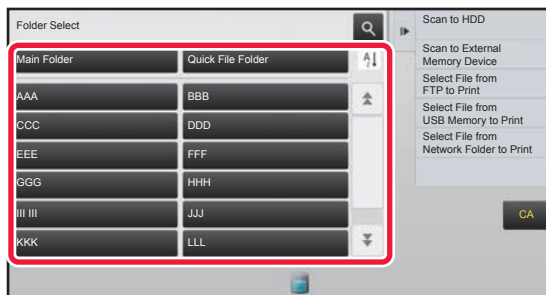 Folder Select
Main Folder
Quick File Folder
AAA
BBB
CCC
DDD
EEE
FFF
GGG
HHH
III III
JJJ
KKK
LLL
Scan to HDD
Scan to External
Memory Device
Select File from
FTP to Print
Select File from
USB Memory to Print
Select File from
Network Folder to Print
CA